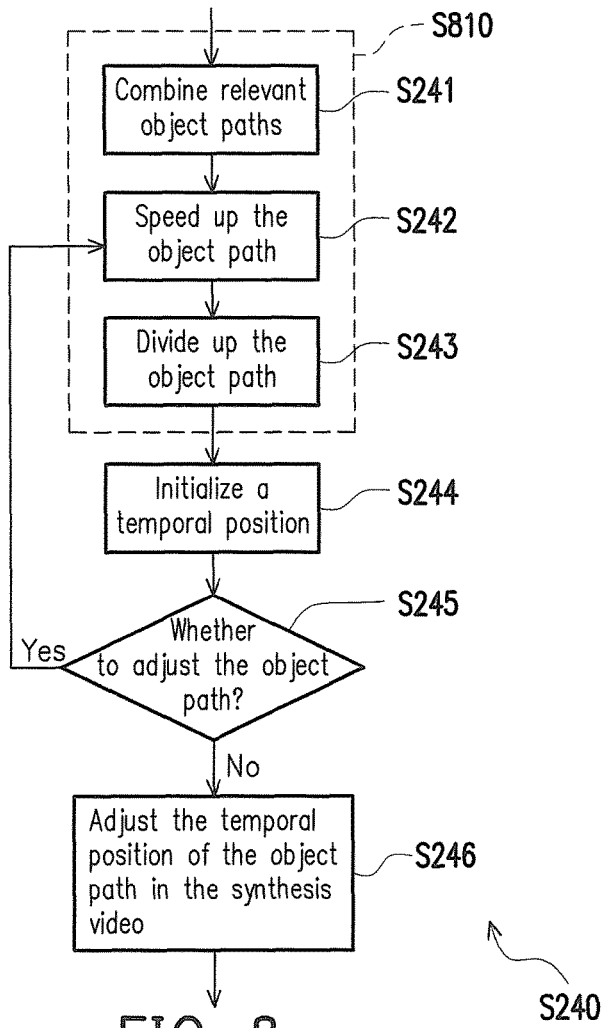 S810
Combine relevant
object paths
S241
Speed up the
object path
S242
Divide up the
object path
S243
Initialize a
temporal position
S244
Whether
to adjust the object
path?
S245
Yes
No
Adjust the temporal
position of the object
path in the synthesis
video
S246
S240
FIG. 8